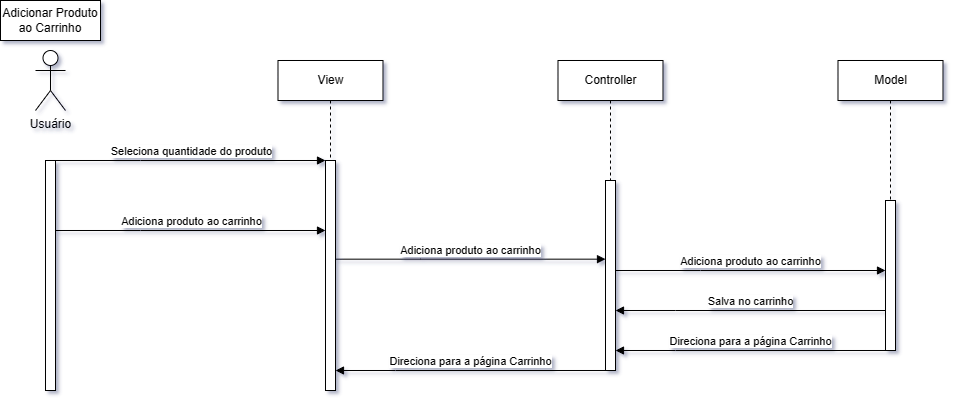 Adicionar Produto
ao Carrinho
Usuário
View
Controller
Model
Seleciona quantidade do produto
Adiciona produto ao carrinho
Adiciona produto ao carrinho
Adiciona produto ao carrinho
Salva no carrinho
Direciona para a página Carrinho
Direciona para a página Carrinho